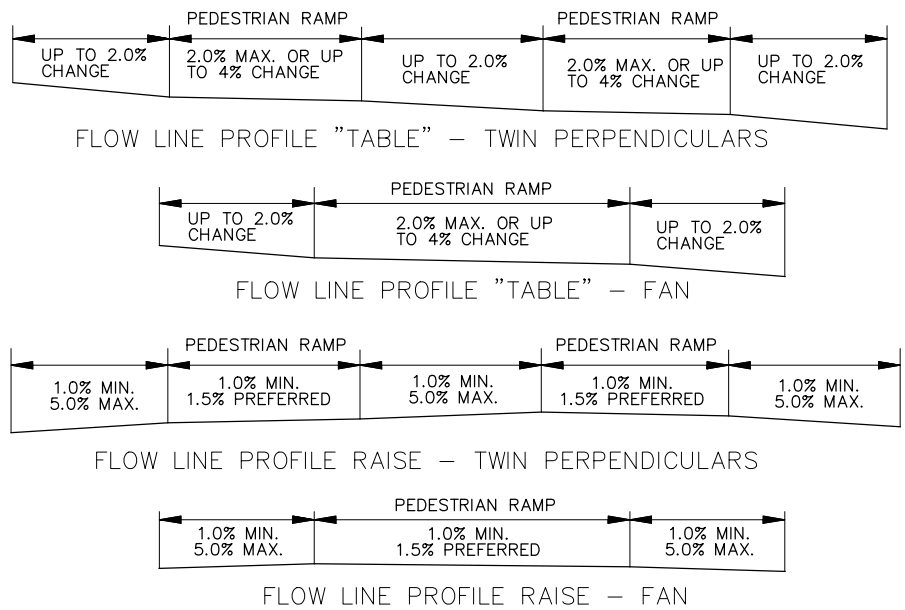 PEDESTRIAN RAMP
PEDESTRIAN RAMP
UP TO 2.0%
CHANGE
2.0% MAX. OR UP
TO 4% CHANGE
UP TO 2.0%
CHANGE
2.0% MAX. OR UP
TO 4% CHANGE
UP TO 2.0%
CHANGE
FLOW LINE PROFILE "TABLE" – TWIN PERPENDICULARS
PEDESTRIAN RAMP
UP TO 2.0%
CHANGE
2.0% MAX. OR UP
TO 4% CHANGE
UP TO 2.0%
CHANGE
FLOW LINE PROFILE "TABLE" – FAN
PEDESTRIAN RAMP
PEDESTRIAN RAMP
1.0% MIN.
5.0% MAX.
1.0% MIN.
1.5% PREFERRED
1.0% MIN.
5.0% MAX.
1.0% MIN.
1.5% PREFERRED
1.0% MIN.
5.0% MAX.
FLOW LINE PROFILE RAISE – TWIN PERPENDICULARS
PEDESTRIAN RAMP
1.0% MIN.
5.0% MAX.
1.0% MIN.
1.5% PREFERRED
1.0% MIN.
5.0% MAX.
FLOW LINE PROFILE RAISE – FAN